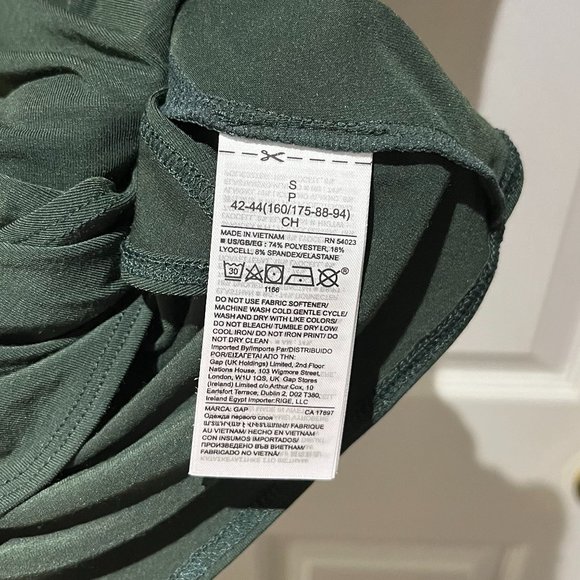 S
P
42-44(160/175-88-94)
CH
MADE IN VIETNAM RN 54023
■ US/GB/EG : 74% POLYESTER, 18%
LYOCELL, 8% SPANDEX/ELASTANE
30
1156
DO NOT USE FABRIC SOFTENER/
MACHINE WASH COLD,GENTLE CYCLE/
WASH AND DRY WITH LIKE COLORS/
DO NOT BLEACH/ TUMBLE DRY LOW/
COOL IRON/ DO NOT IRON PRINT/ DO
NOT DRY CLEAN
Imported By/Importe Par/DISTRIBUIDO
POR/ΕΙΣΑΓΕΤΑΙ ΑΠΟ ΤΗΝ:
Gap (UK Holdings) Limited, 2nd Floor
Nations House, 103 Wigmore Street,
London, W1U 1QS, UK Gap Stores
(Ireland) Limited c/o Arthur Cox, 10
Earlsfort Terrace, Dublin 2, D02 T380,
Ireland Egypt Importer:RIGE, LLC
MARCA: GAP CA 17897
Одежда первого слоя
FABRIQUE
AU VIETNAM/ HECHO EN VIETNAM
CON INSUMOS IMPORTADOS/
ПРОИЗВЕДЕНО ВО ВЬЕТНАМ/
FABRICADO NO VIETNÃ/